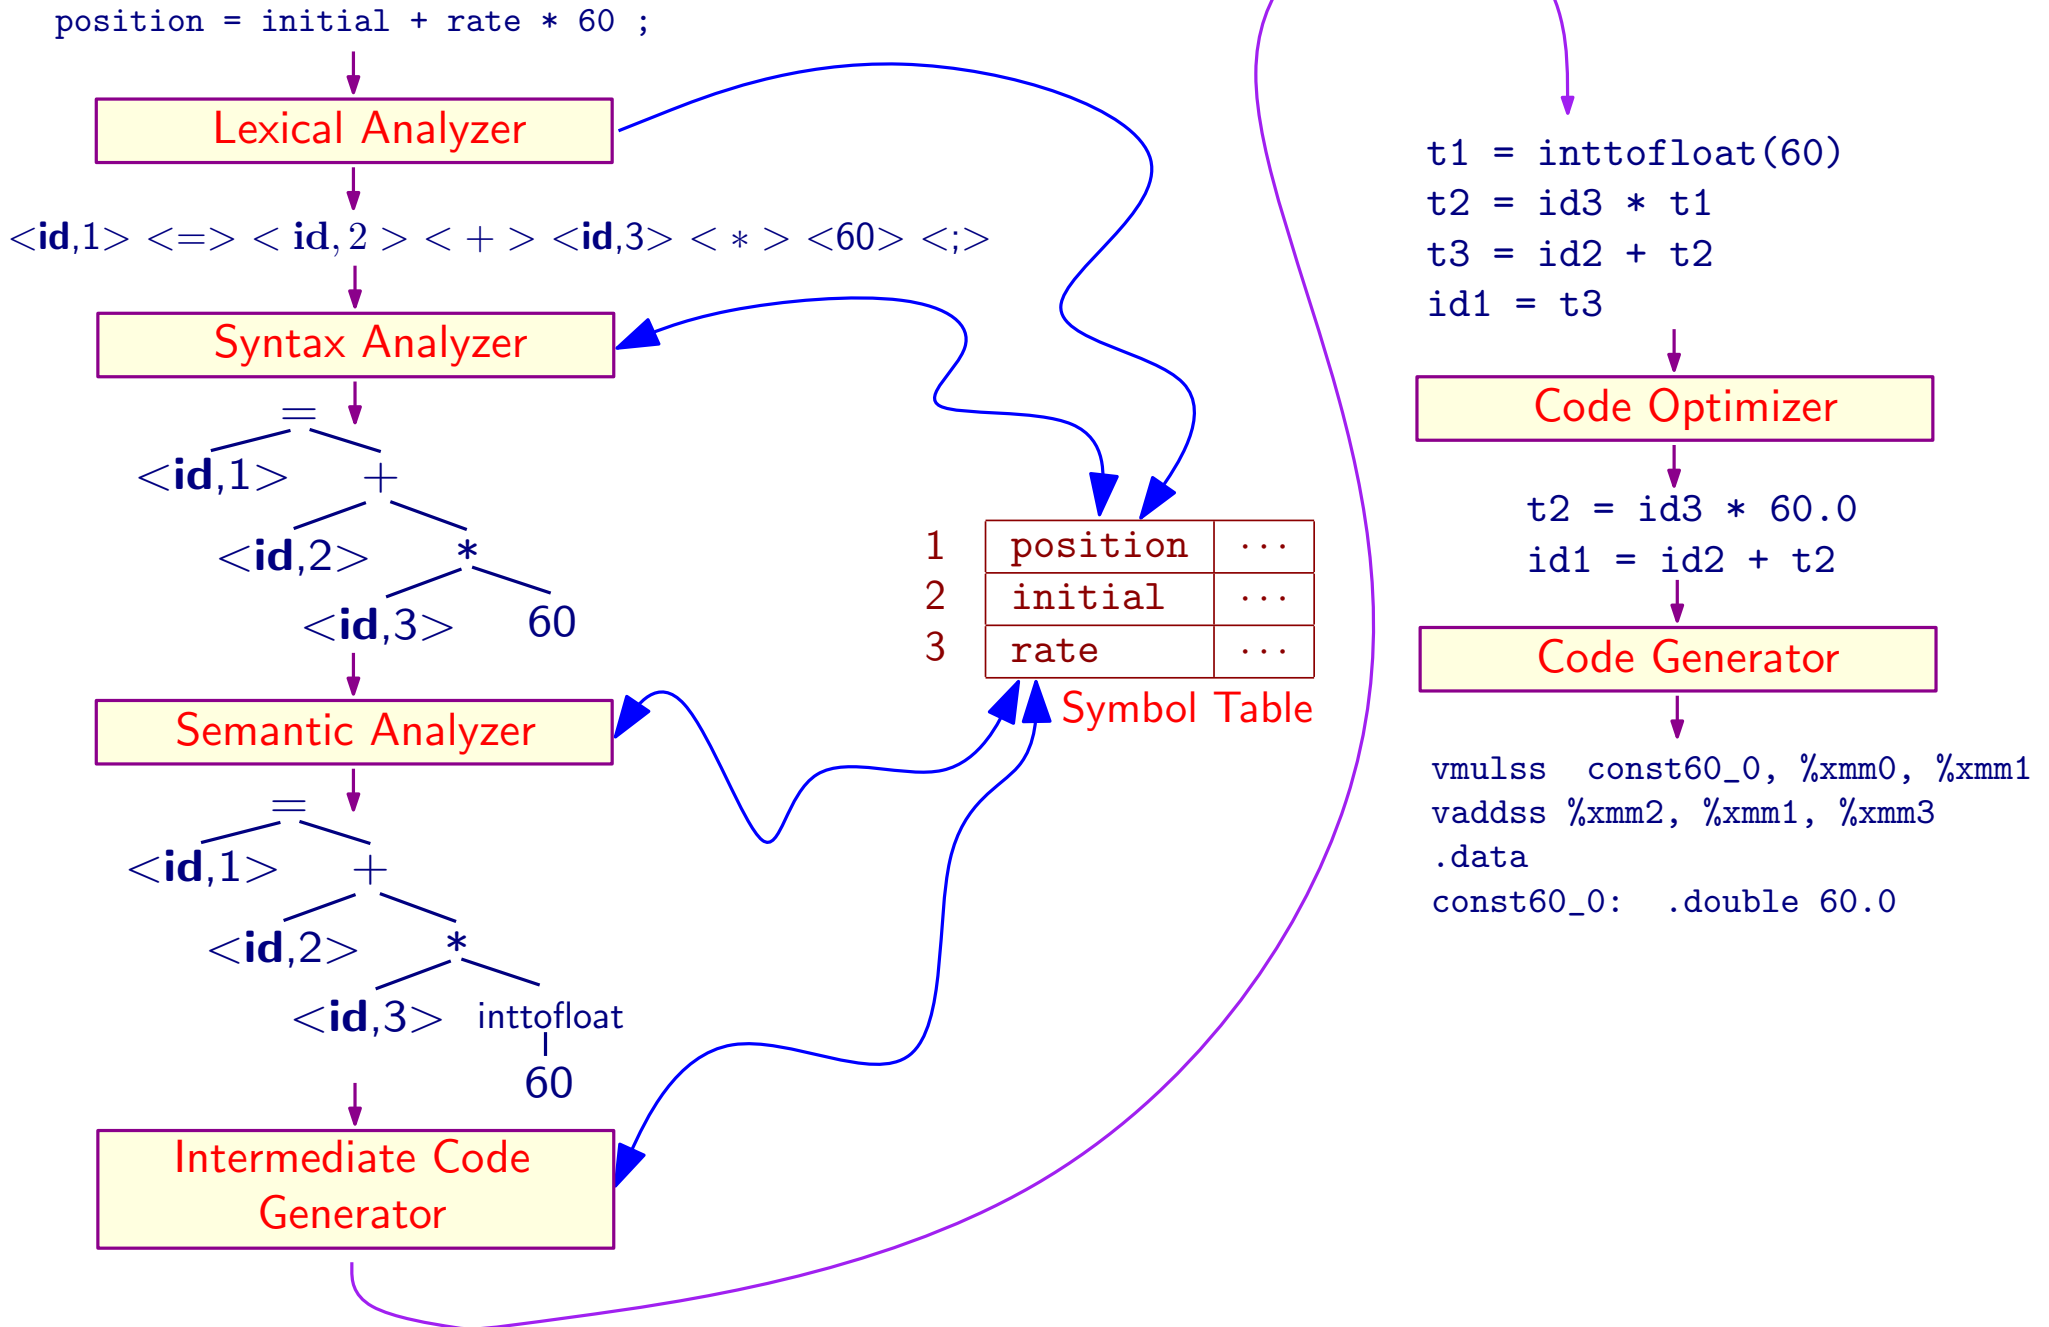 position = initial + rate * 60 ;
Lexical Analyzer
<id,1> <=> < id, 2 > < + > <id,3> < * > <60> <;>
Syntax Analyzer
=
<id,1> +
<id,2> *
<id,3> 60
Semantic Analyzer
=
<id,1> +
<id,2> *
<id,3> inttofloat
60
Intermediate Code
Generator
1 position ...
2 initial ...
3 rate ...
Symbol Table
t1 = inttofloat(60)
t2 = id3 * t1
t3 = id2 + t2
id1 = t3
Code Optimizer
t2 = id3 * 60.0
id1 = id2 + t2
Code Generator
vmulss  const60_0, %xmm0, %xmm1
vaddss %xmm2, %xmm1, %xmm3
.data
const60_0:  .double 60.0